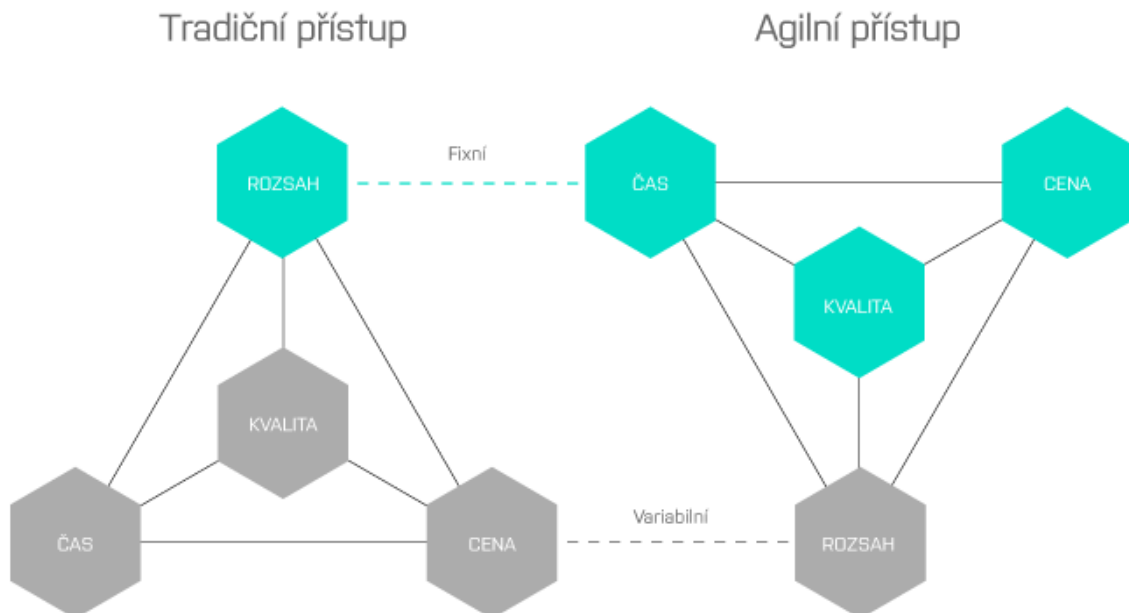 Tradiční přístup
Agilní přístup
ROZSAH
Fixní
ČAS
CENA
KVALITA
KVALITA
ČAS
CENA
Variabilní
ROZSAH